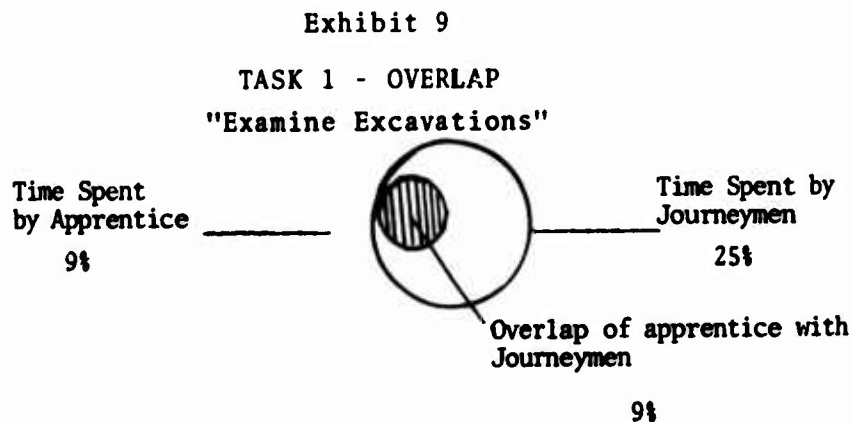 Exhibit 9
TASK 1 - OVERLAP
"Examine Excavations"
Time Spent
by Apprentice
9%
Time Spent by
Journeymen
25%
Overlap of apprentice with
Journeymen
9%